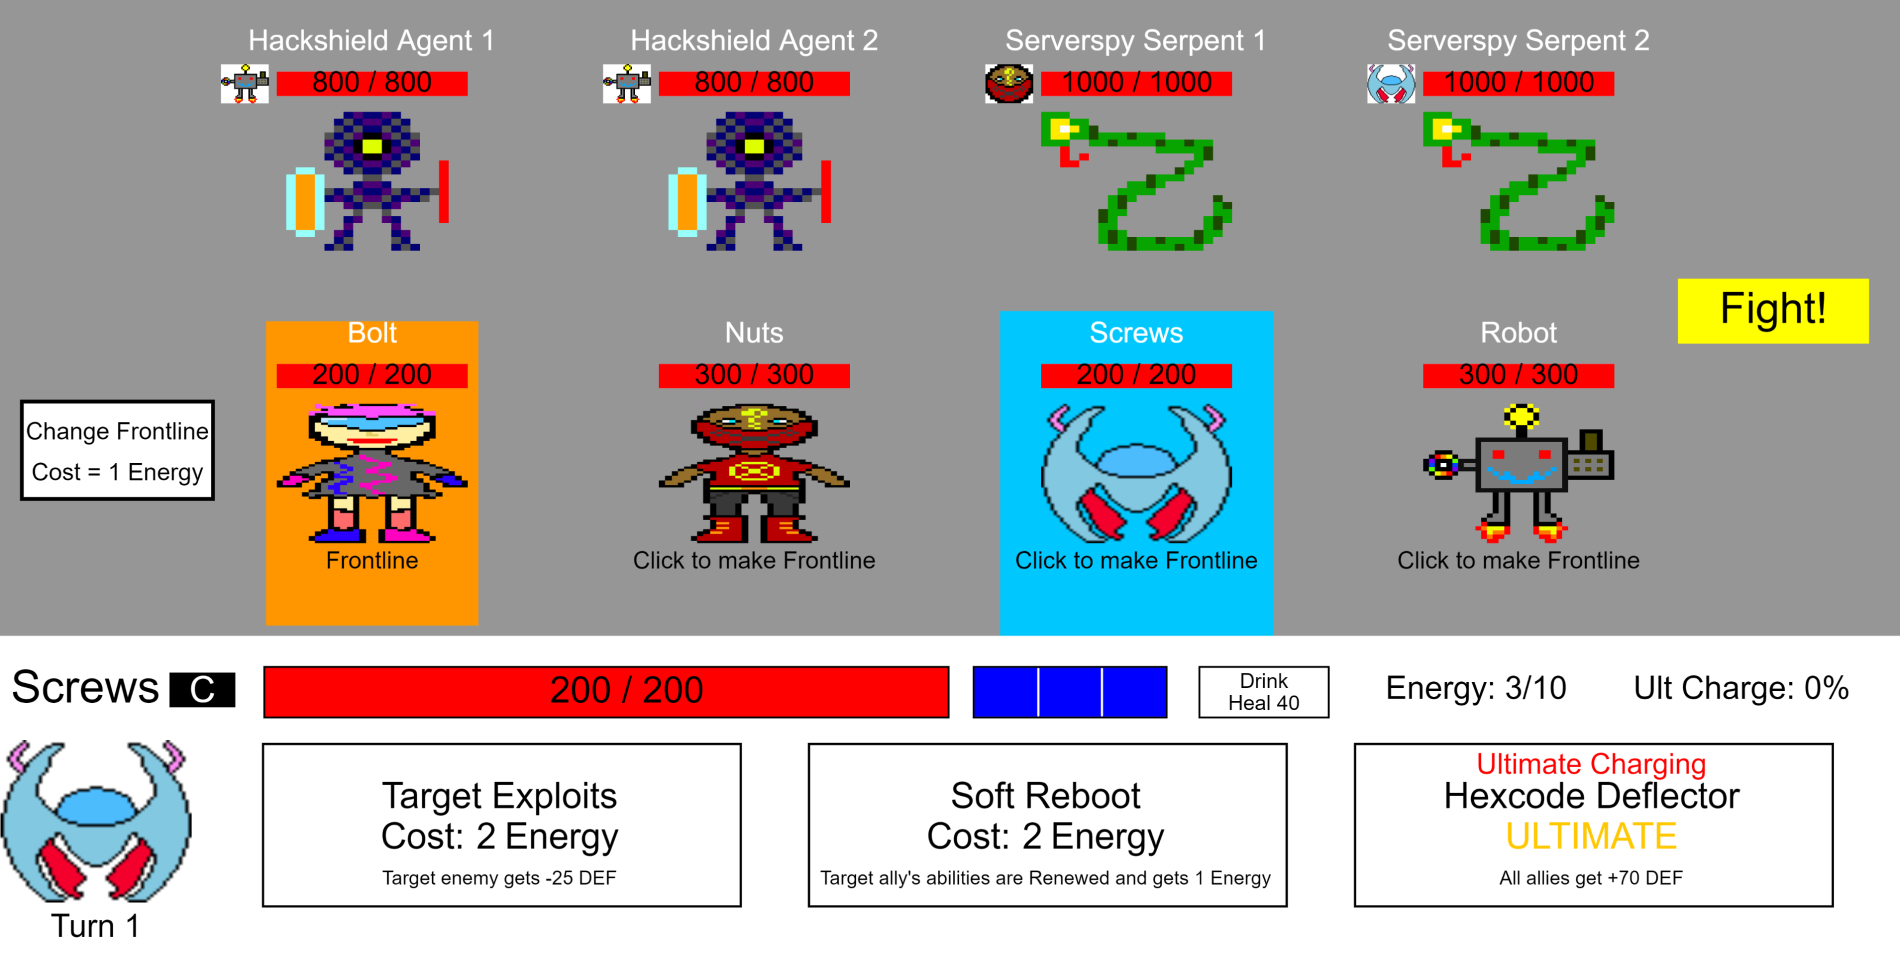 Hackshield Agent 1
Hackshield Agent 2
Serverspy Serpent 1
Serverspy Serpent 2
800 / 800
800 / 800
1000 / 1000
1000 / 1000
Fight!
Bolt
Nuts
Screws
Robot
200 / 200
300 / 300
200 / 200
300 / 300
Change Frontline
Cost = 1 Energy
Frontline
Click to make Frontline
Click to make Frontline
Click to make Frontline
Screws
C
200 / 200
Drink
Heal 40
Energy: 3/10
Ult Charge: 0%
Turn 1
Target Exploits
Cost: 2 Energy
Target enemy gets -25 DEF
Soft Reboot
Cost: 2 Energy
Target ally's abilities are Renewed and gets 1 Energy
Ultimate Charging
Hexcode Deflector
ULTIMATE
All allies get +70 DEF